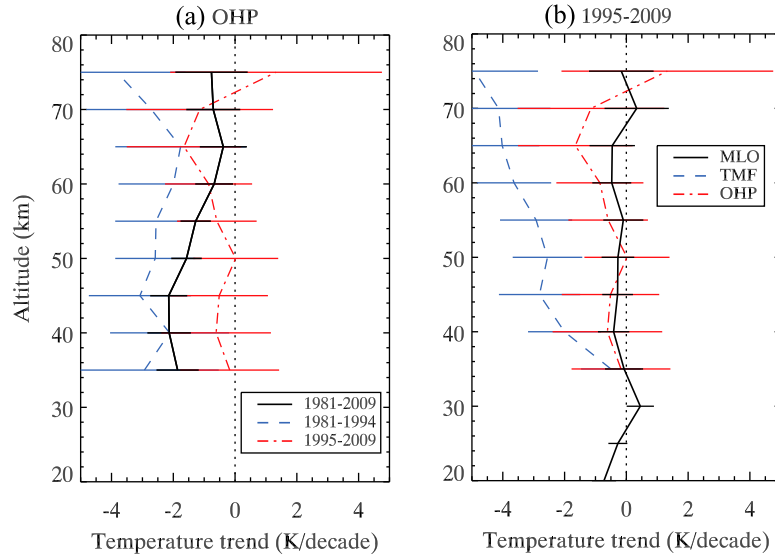 (a) OHP
(b) 1995-2009
80
70
60
50
40
30
20
Altitude (km)
-4 -2 0 2 4
Temperature trend (K/decade)
1981-2009
1981-1994
1995-2009
80
70
60
50
40
30
20
-4 -2 0 2 4
Temperature trend (K/decade)
MLO
TMF
OHP